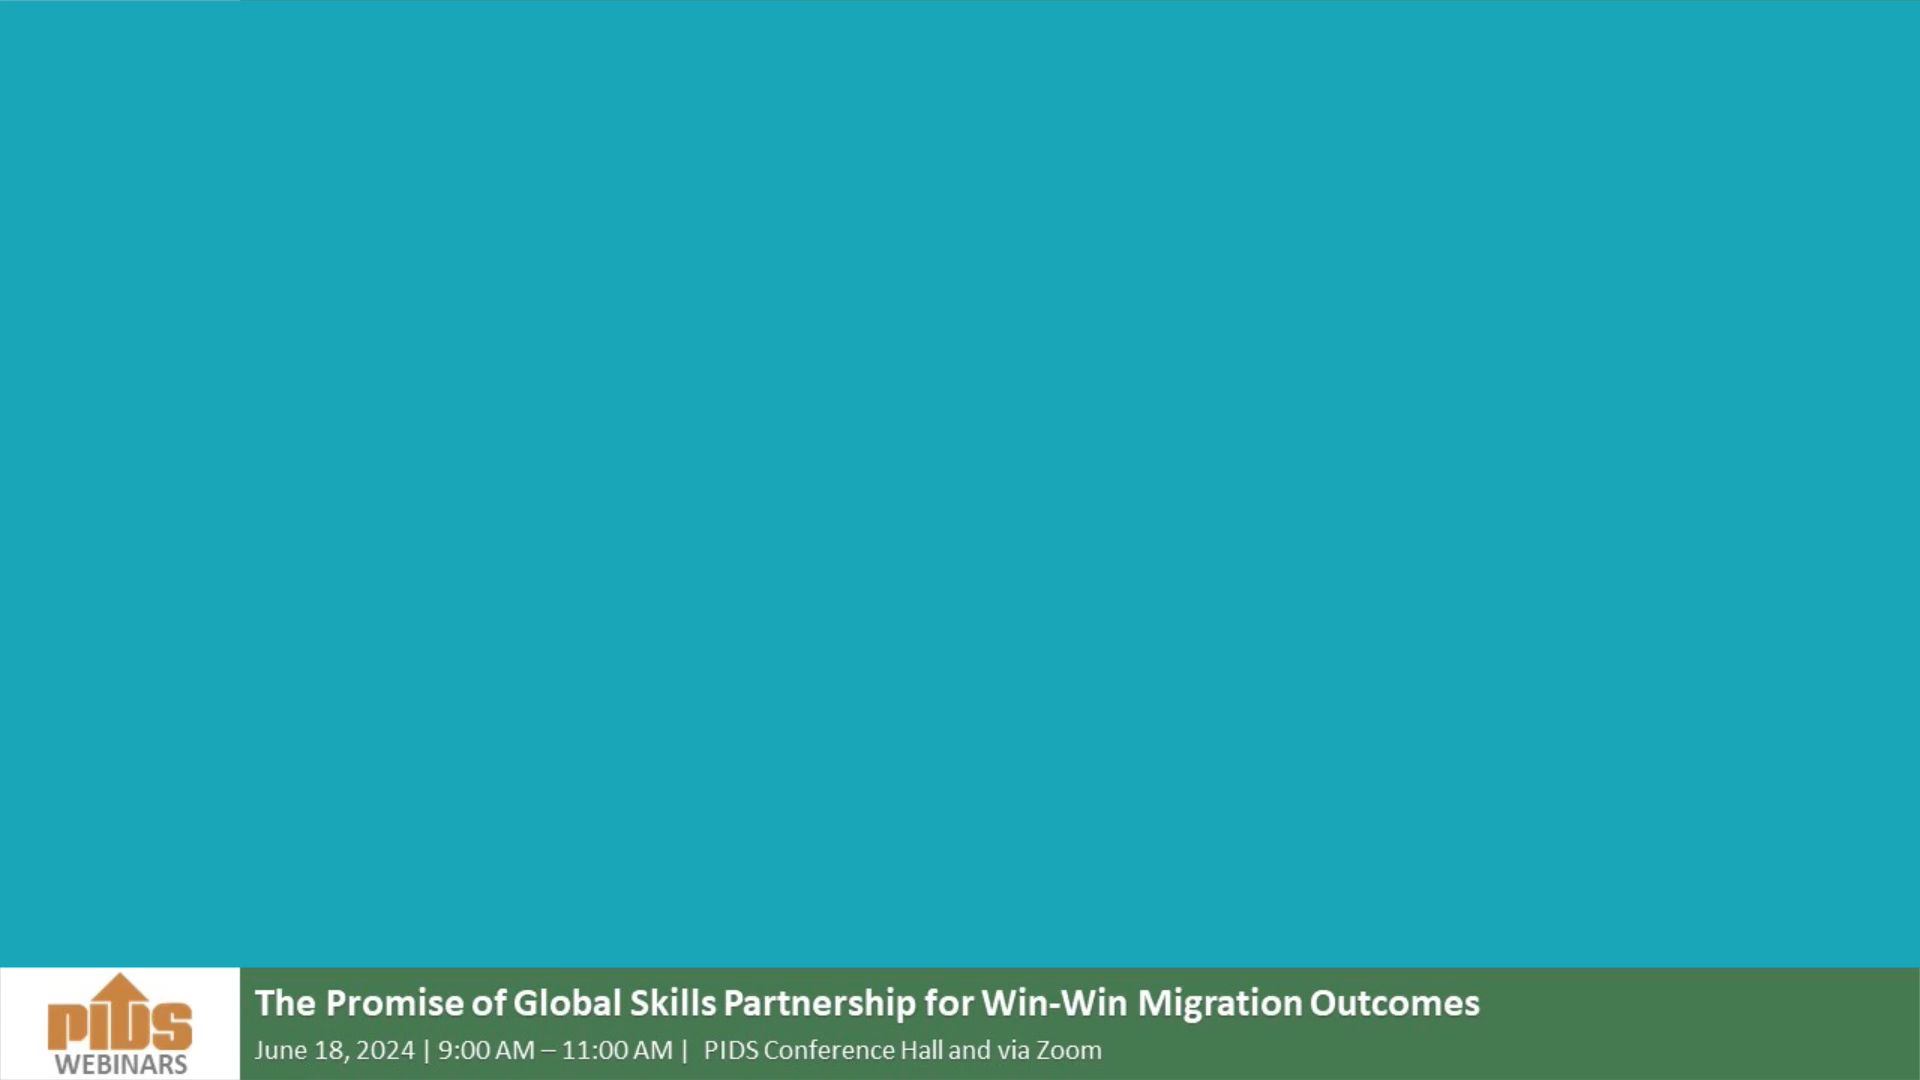 The Promise of Global Skills Partnership for Win-Win Migration Outcomes
June 18, 2024 | 9:00 AM – 11:00 AM | PIDS Conference Hall and via Zoom
PIDS
WEBINARS